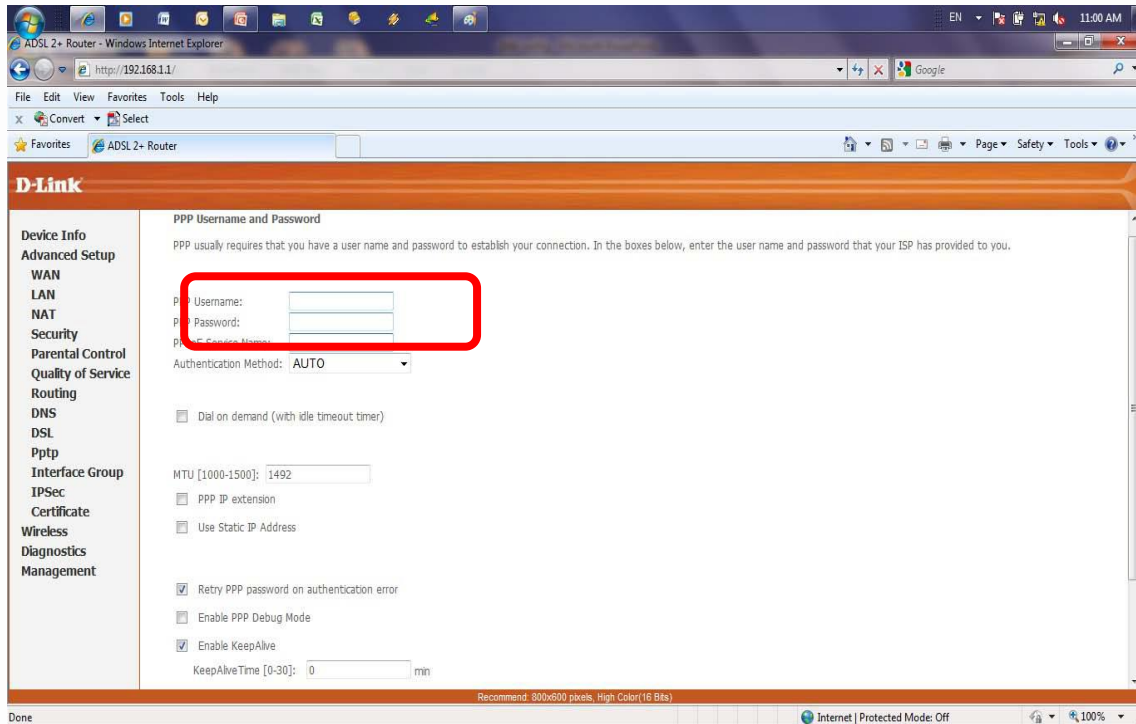 EN 11:00 AM
ADSL 2+ Router - Windows Internet Explorer
http://192.168.1.1/
Google
File Edit View Favorites Tools Help
x Convert Select
Favorites ADSL 2+ Router
Page Safety Tools
D-Link
Device Info
Advanced Setup
WAN
LAN
NAT
Security
Parental Control
Quality of Service
Routing
DNS
DSL
Pptp
Interface Group
IPSec
Certificate
Wireless
Diagnostics
Management
PPP Username and Password
PPP usually requires that you have a user name and password to establish your connection. In the boxes below, enter the user name and password that your ISP has provided to you.
PPP Username:
PPP Password:
PPPoE Service Name:
Authentication Method: AUTO
Dial on demand (with idle timeout timer)
MTU [1000-1500]: 1492
PPP IP extension
Use Static IP Address
Retry PPP password on authentication error
Enable PPP Debug Mode
Enable KeepAlive
KeepAliveTime [0-30]: 0 min
Recommend: 800x600 pixels, High Color(16 Bits)
Done Internet | Protected Mode: Off 100%